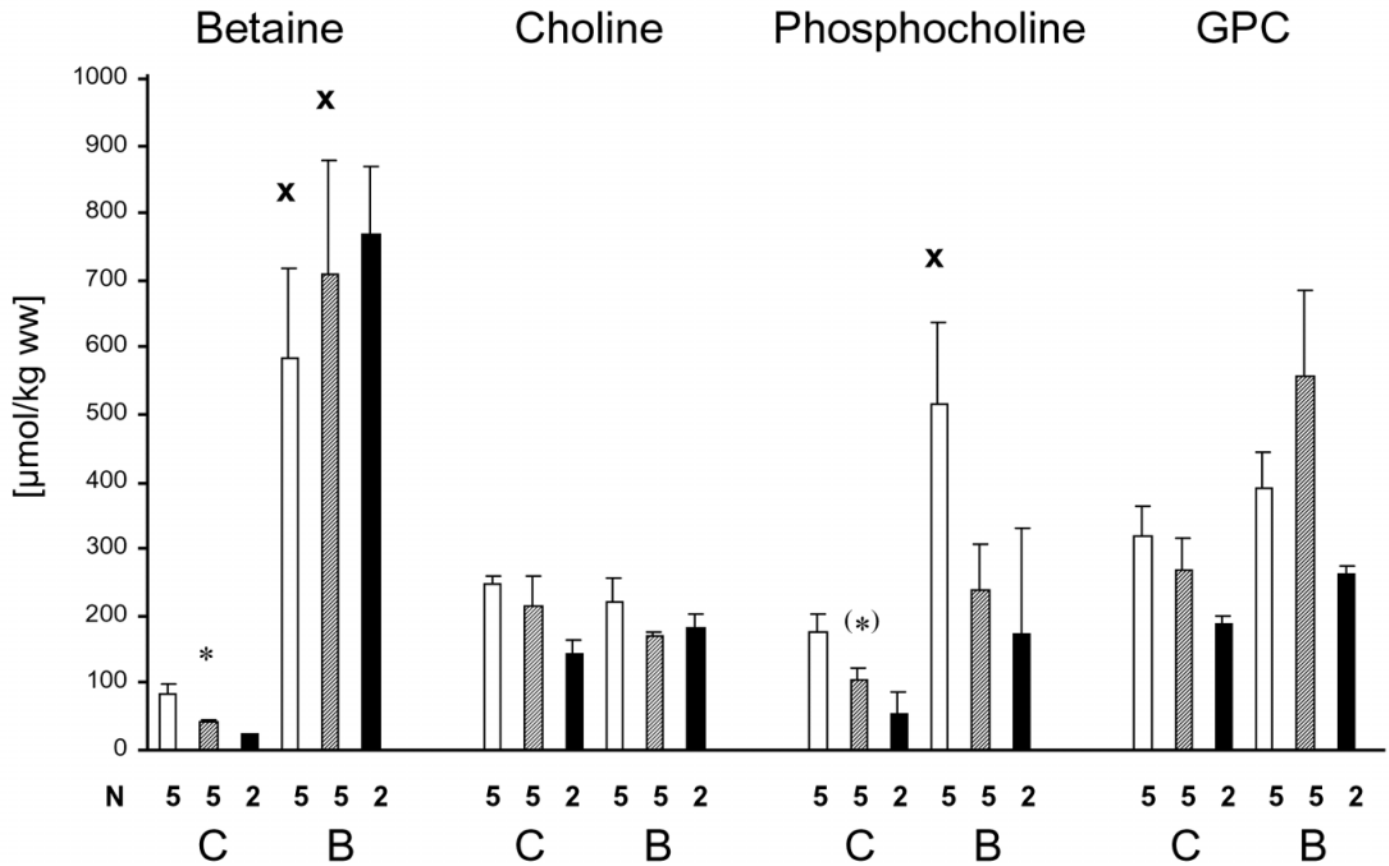 Betaine Choline Phosphocholine GPC
[µmol/kg ww]
1000
900
800
700
600
500
400
300
200
100
0
x
x
*
x
(*)
N 5 5 2 5 5 2 5 5 2 5 5 2 5 5 2 5 5 2 5 5 2 5 5 2
C B C B C B C B